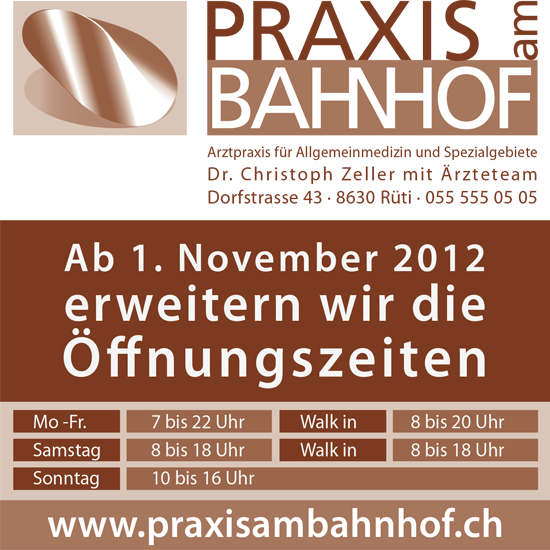 PRAXIS am
BAHNHOF
Arztpraxis für Allgemeinmedizin und Spezialgebiete
Dr. Christoph Zeller mit Ärzteteam
Dorfstrasse 43 · 8630 Rüti · 055 555 05 05
Ab 1. November 2012
erweitern wir die
Öffnungszeiten
Mo -Fr. 7 bis 22 Uhr Walk in 8 bis 20 Uhr
Samstag 8 bis 18 Uhr Walk in 8 bis 18 Uhr
Sonntag 10 bis 16 Uhr
www.praxisambahnhof.ch